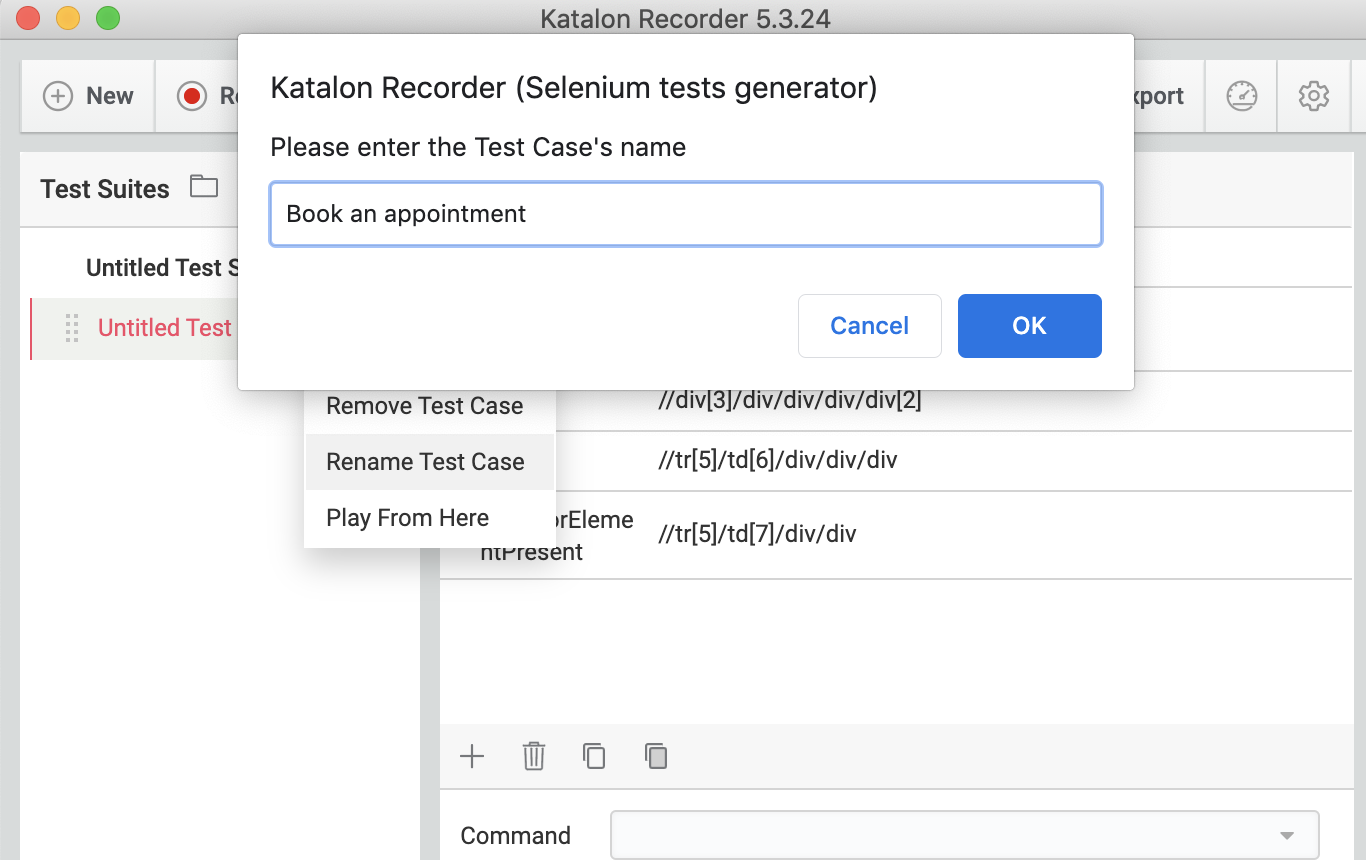 Katalon Recorder 5.3.24
New
Katalon Recorder (Selenium tests generator)
Please enter the Test Case's name
Book an appointment
Cancel
OK
Test Suites
Untitled Test
Untitled Test
Remove Test Case
Rename Test Case
Play From Here
//div[3]/div/div/div/div[2]
//tr[5]/td[6]/div/div/div
orEleme
ntPresent
//tr[5]/td[7]/div/div
Command